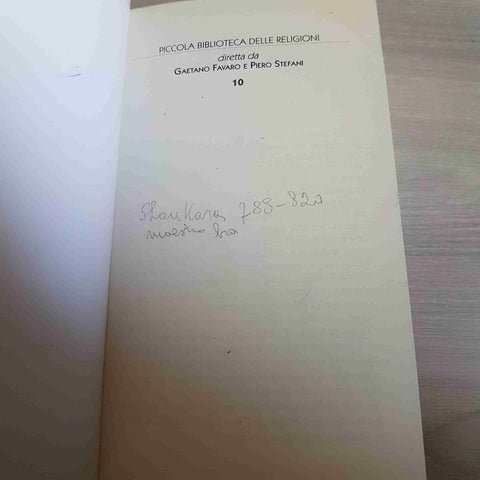 PICCOLA BIBLIOTECA DELLE RELIGIONI
diretta da
GAETANO FAVARO E PIERO STEFANI
10
Shankara, 788-820
maestro